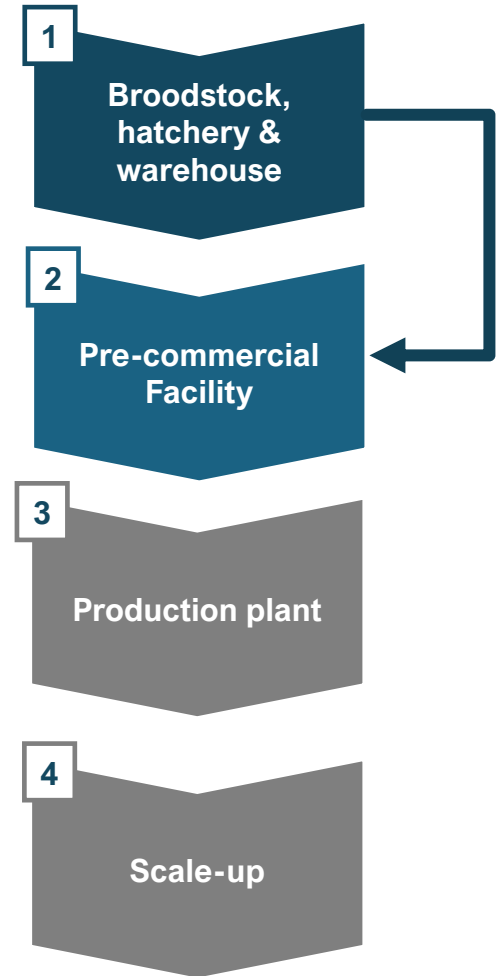 1
Broodstock,
hatchery &
warehouse
2
Pre-commercial
Facility
3
Production plant
4
Scale-up